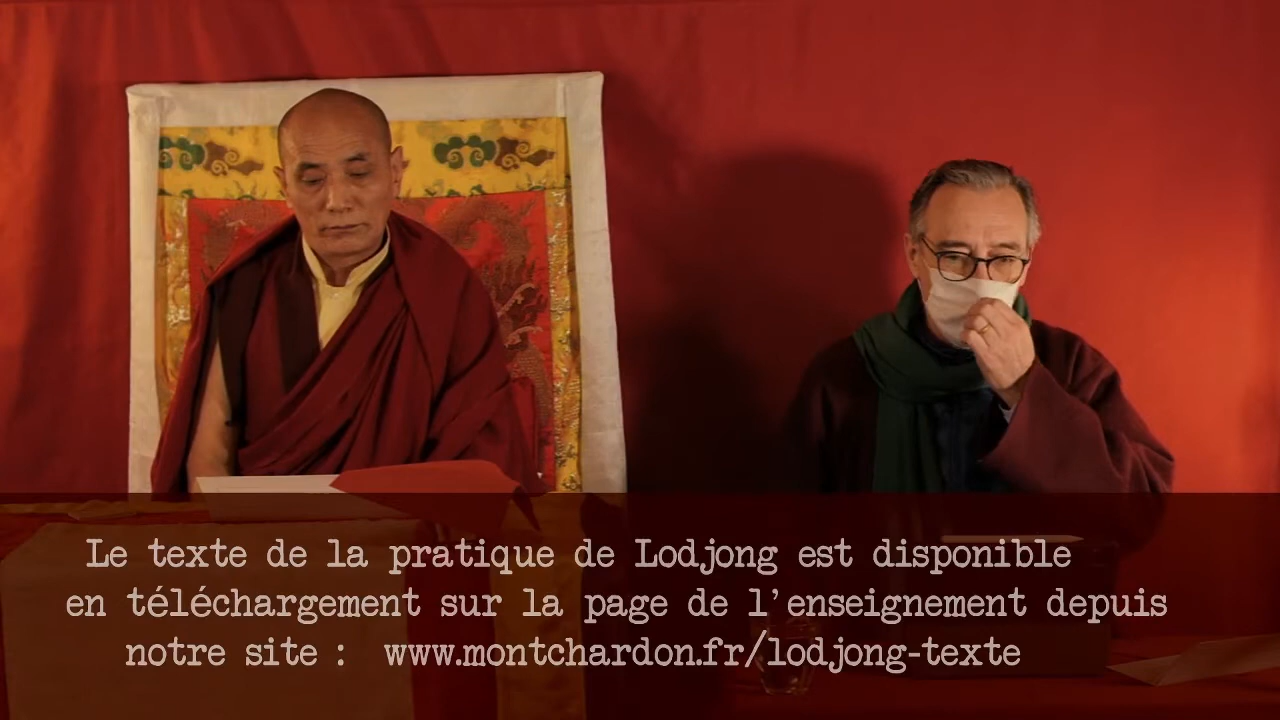 Le texte de la pratique de Lodjong est disponible
en téléchargement sur la page de l'enseignement depuis
notre site : www.montchardon.fr/lodjong-texte